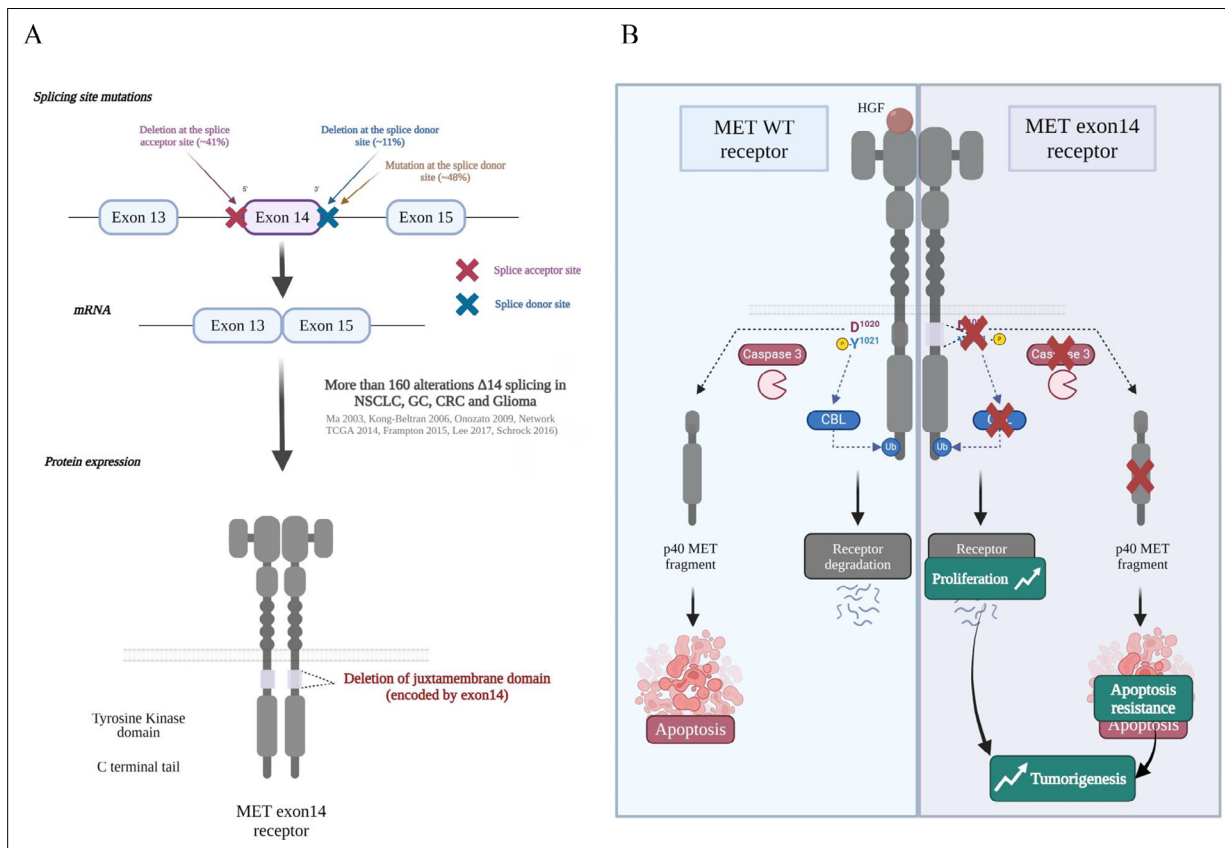 A
Splicing site mutations
Deletion at the splice
acceptor site (~41%)
Deletion at the splice donor
site (~11%)
Mutation at the splice donor
site (~48%)
5'
3'
Exon 13
Exon 14
Exon 15
Splice acceptor site
Splice donor site
mRNA
Exon 13
Exon 15
More than 160 alterations Δ14 splicing in
NSCLC, GC, CRC and Glioma
Ma 2003, Kong-Beltran 2006, Onozato 2009, Network
TCGA 2014, Frampton 2015, Lee 2017, Schrock 2016)
Protein expression
Deletion of juxtamembrane domain
(encoded by exon14)
Tyrosine Kinase
domain
C terminal tail
MET exon14
receptor
B
MET WT
receptor
HGF
MET exon14
receptor
D1020
P
Y1021
Caspase 3
CBL
Ub
p40 MET
fragment
Receptor
degradation
Apoptosis
P
Caspase 3
Ub
Receptor
Proliferation
p40 MET
fragment
Apoptosis
resistance
Apoptosis
Tumorigenesis